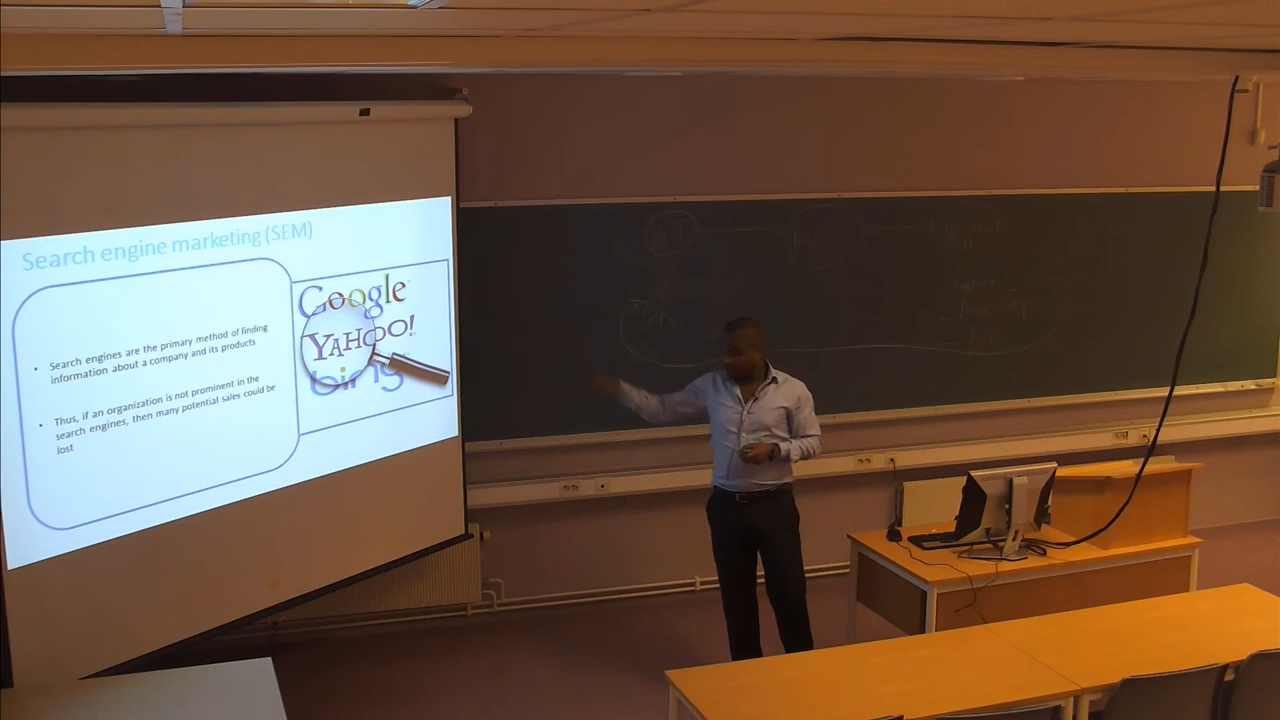 Search engine marketing (SEM)
• Search engines are the primary method of finding
information about a company and its products
• Thus, if an organization is not prominent in the
search engines, then many potential sales could be
lost
Google
YAHOO!
bing